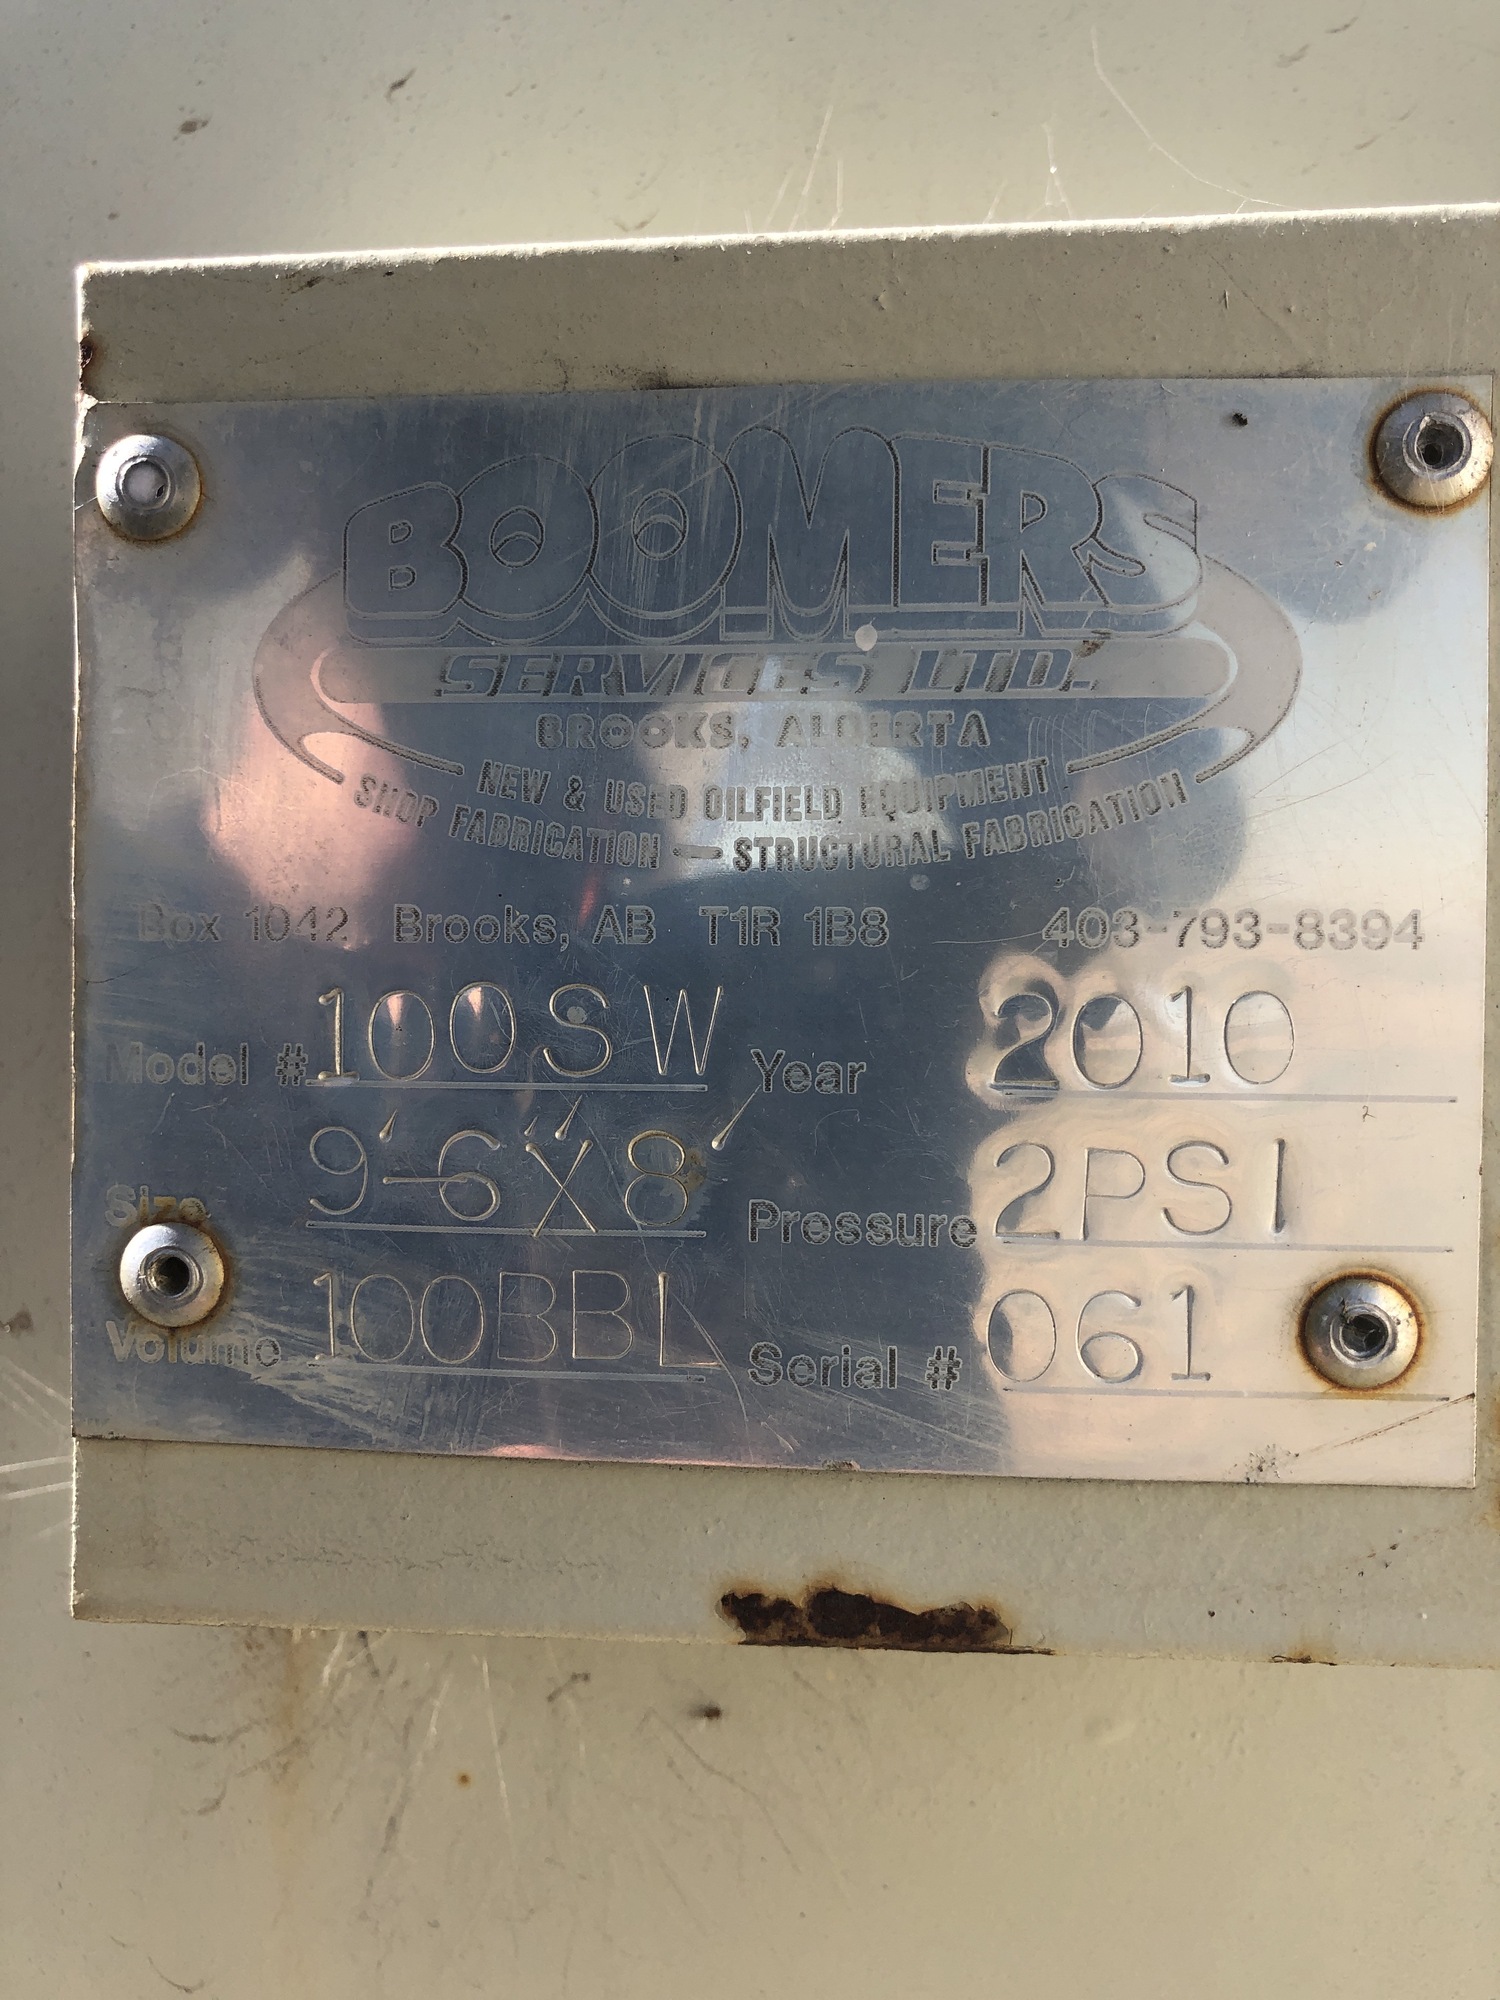 BOOMERS
SERVICES LTD.
BROOKS, ALBERTA
NEW & USED OILFIELD EQUIPMENT
SHOP FABRICATION — STRUCTURAL FABRICATION
Box 1042 Brooks, AB T1R 1B8 403-793-8394
Model # 100SW Year 2010
Size 9'-6"X8' Pressure 2PSI
Volume 100BBL Serial # 061